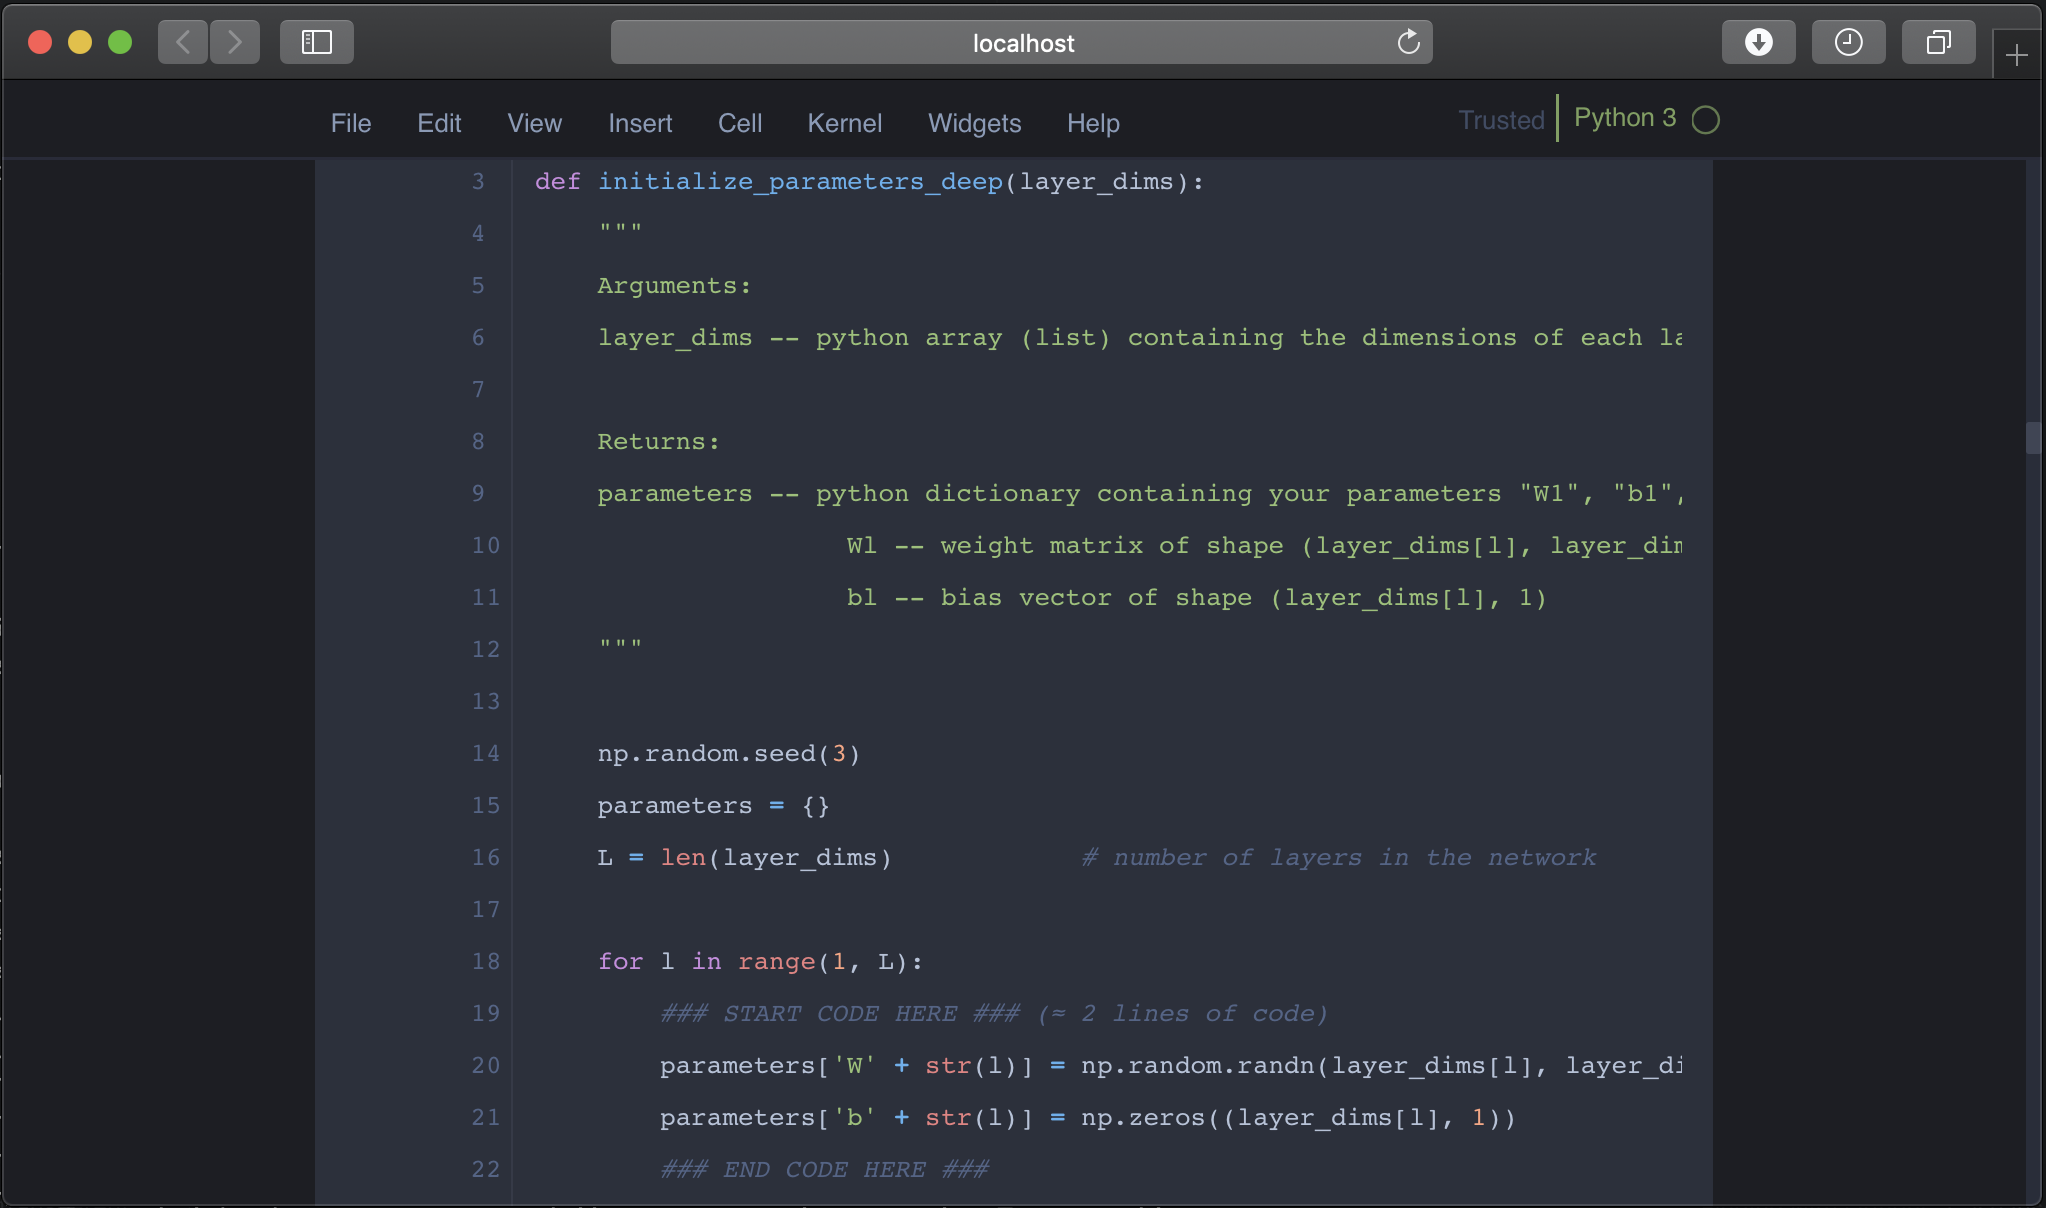 localhost
File Edit View Insert Cell Kernel Widgets Help Trusted Python 3
3 def initialize_parameters_deep(layer_dims):
4 """
5 Arguments:
6 layer_dims -- python array (list) containing the dimensions of each
7
8 Returns:
9 parameters -- python dictionary containing your parameters "W1", "b1",
10 Wl -- weight matrix of shape (layer_dims[l],
11 bl -- bias vector of shape (layer_dims[l], 1)
12 """
13
14 np.random.seed(3)
15 parameters = {}
16 L = len(layer_dims) # number of layers in the network
17
18 for l in range(1, L):
19 ### START CODE HERE ### (≈ 2 lines of code)
20 parameters['W' + str(l)] = np.random.randn(layer_dims[l],
21 parameters['b' + str(l)] = np.zeros((layer_dims[l], 1))
22 ### END CODE HERE ###